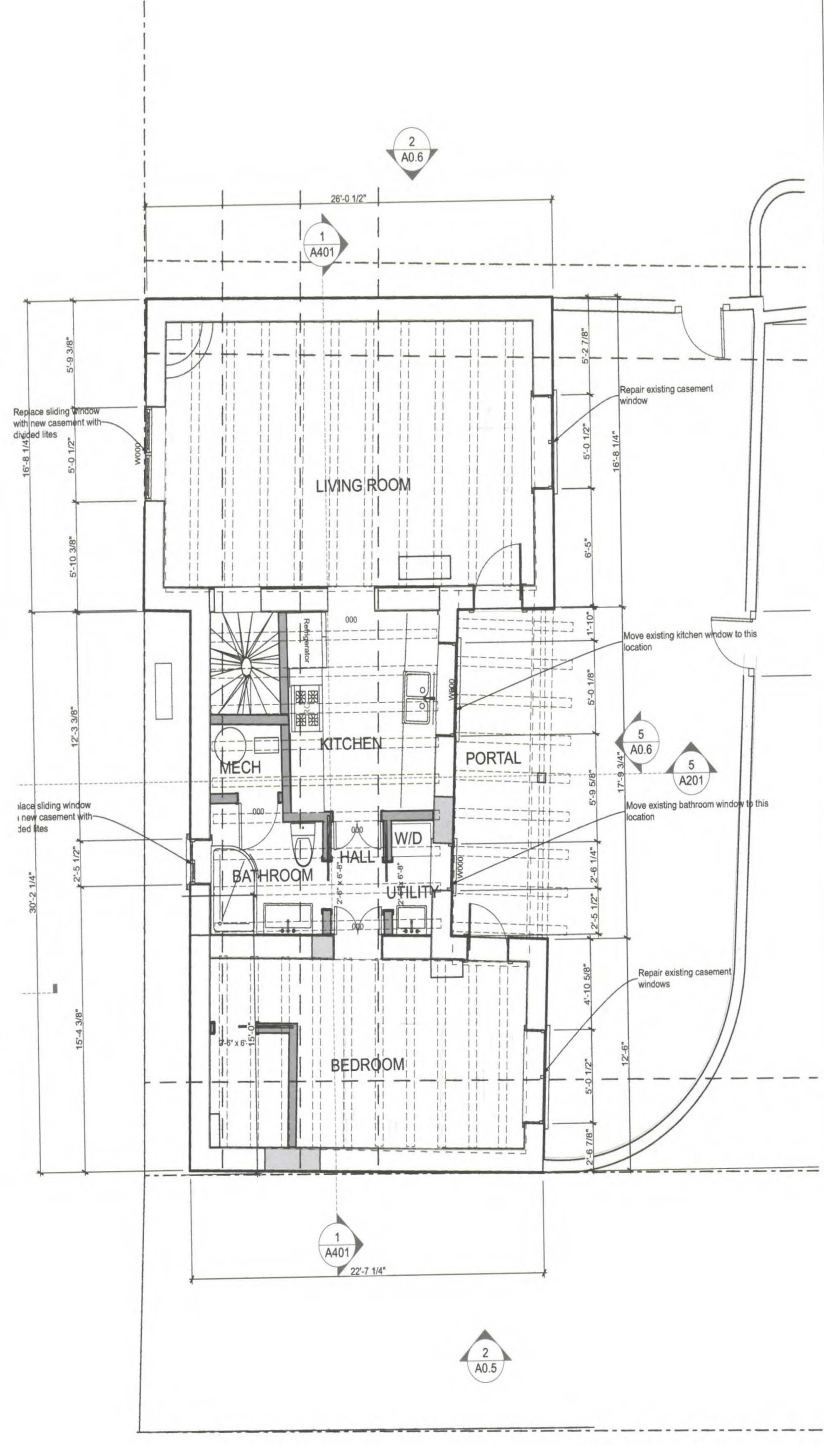 2
A0.6
26'-0 1/2"
1
A401
5'-9 3/8"
5'-2 7/8"
Replace sliding window
with new casement with
divided lites
Repair existing casement
window
16'-8 1/4"
5'-0 1/2"
W000
5'-0 1/2"
16'-8 1/4"
LIVING ROOM
5'-10 3/8"
6'-5"
000
1'-10"
Refrigerator
Move existing kitchen window to this
location
5'-0 1/8"
W000
12'-3 3/8"
KITCHEN
MECH
PORTAL
5
A0.6
5
A201
17'-9 3/4"
5'-9 5/8"
place sliding window
new casement with
ded lites
Move existing bathroom window to this
location
000
000
W/D
HALL
BATHROOM
UTILITY
2'-6" x 6'-8"
W000
2'-5 1/2"
2'-6 1/4"
30'-2 1/4"
2'-5 1/2"
000
4'-10 5/8"
Repair existing casement
windows
15'-4 3/8"
15'-0"
BEDROOM
5'-0 1/2"
12'-6"
2'-6 7/8"
1
A401
22'-7 1/4"
2
A0.5